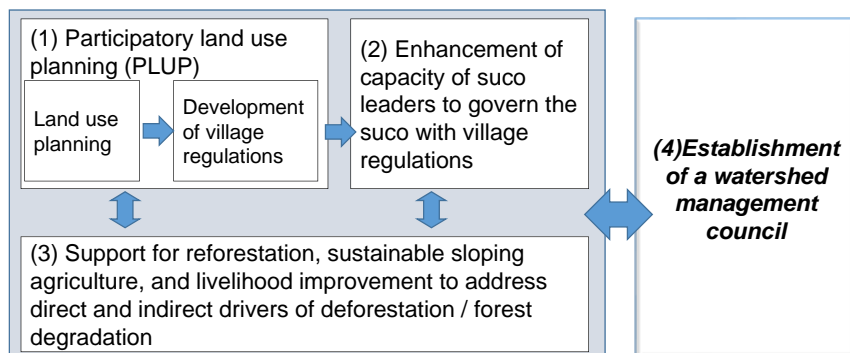 (1) Participatory land use
planning (PLUP)
Land use
planning
Development
of village
regulations
(2) Enhancement of
capacity of suco
leaders to govern the
suco with village
regulations
(3) Support for reforestation, sustainable sloping
agriculture, and livelihood improvement to address
direct and indirect drivers of deforestation / forest
degradation
(4)Establishment
of a watershed
management
council